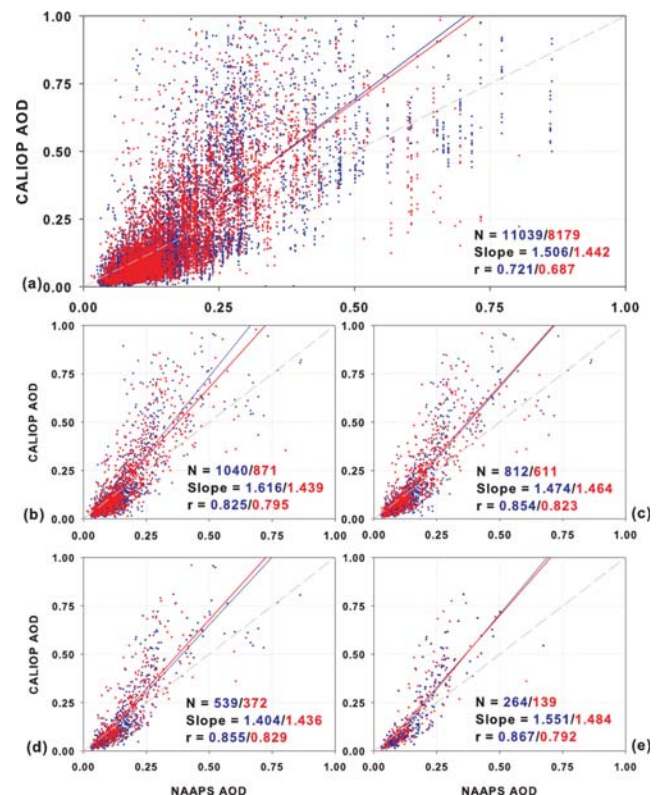 1.00
0.75
0.50
0.25
0.00
CALIOP AOD
(a)
N = 11039/8179
Slope = 1.506/1.442
r = 0.721/0.687
0.00 0.25 0.50 0.75 1.00
1.00
0.75
0.50
0.25
0.00
CALIOP AOD
(b)
N = 1040/871
Slope = 1.616/1.439
r = 0.825/0.795
0.00 0.25 0.50 0.75 1.00
1.00
0.75
0.50
0.25
0.00
N = 812/611
Slope = 1.474/1.464
r = 0.854/0.823
(c)
0.00 0.25 0.50 0.75 1.00
1.00
0.75
0.50
0.25
0.00
CALIOP AOD
(d)
N = 539/372
Slope = 1.404/1.436
r = 0.855/0.829
0.00 0.25 0.50 0.75 1.00
NAAPS AOD
1.00
0.75
0.50
0.25
0.00
N = 264/139
Slope = 1.551/1.484
r = 0.867/0.792
(e)
0.00 0.25 0.50 0.75 1.00
NAAPS AOD